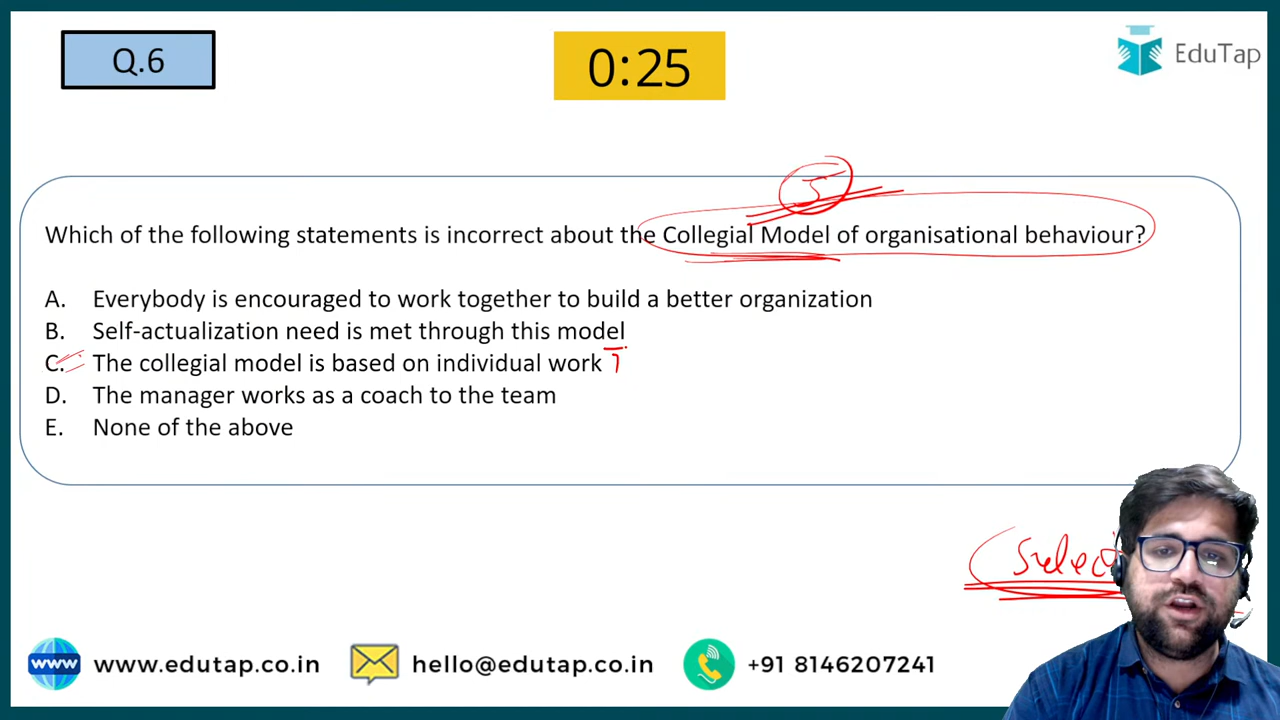 Q.6
0:25
EduTap
5
Which of the following statements is incorrect about the Collegial Model of organisational behaviour?
A. Everybody is encouraged to work together to build a better organization
B. Self-actualization need is met through this model
C. The collegial model is based on individual work
D. The manager works as a coach to the team
E. None of the above
www www.edutap.co.in hello@edutap.co.in +91 8146207241